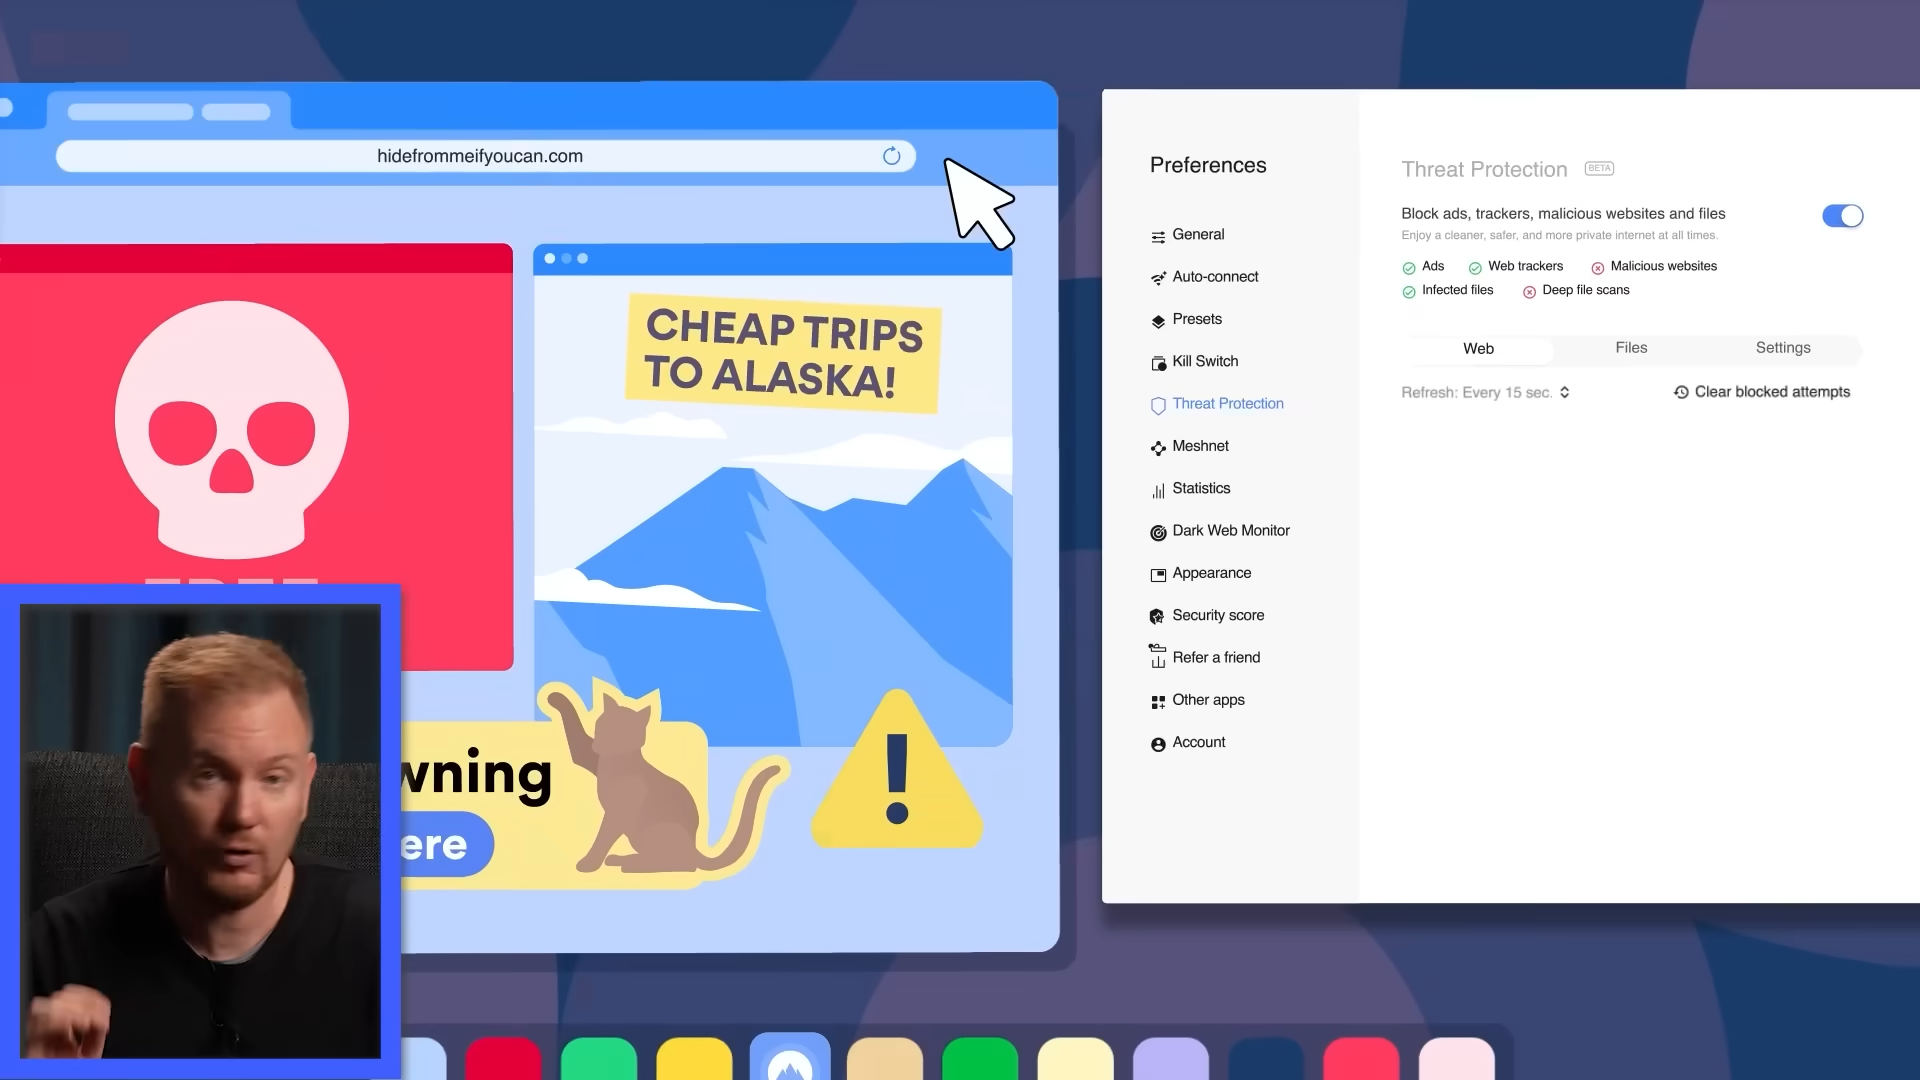 hidefrommeifyoucan.com
CHEAP TRIPS
TO ALASKA!
wning
ere
Preferences
General
Auto-connect
Presets
Kill Switch
Threat Protection
Meshnet
Statistics
Dark Web Monitor
Appearance
Security score
Refer a friend
Other apps
Account
Threat Protection BETA
Block ads, trackers, malicious websites and files
Enjoy a cleaner, safer, and more private internet at all times.
Ads Web trackers Malicious websites
Infected files Deep file scans
Web Files Settings
Refresh: Every 15 sec. Clear blocked attempts